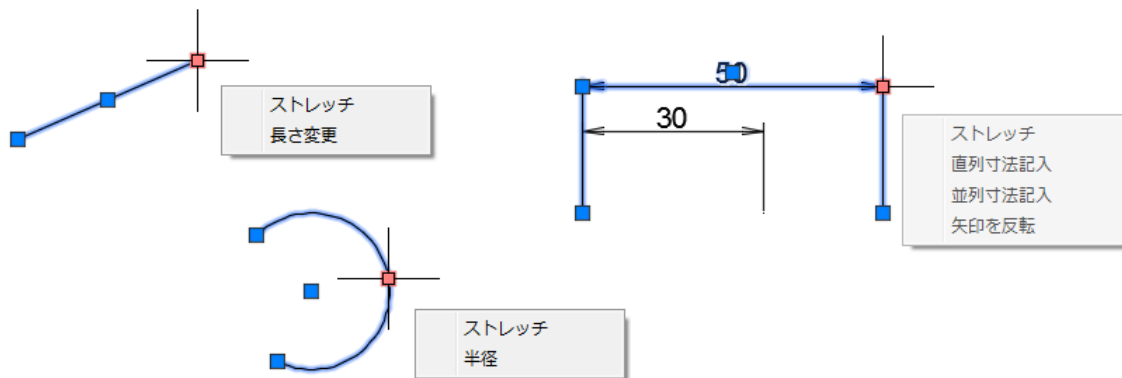 ストレッチ
長さ変更
50
30
ストレッチ
直列寸法記入
並列寸法記入
矢印を反転
ストレッチ
半径